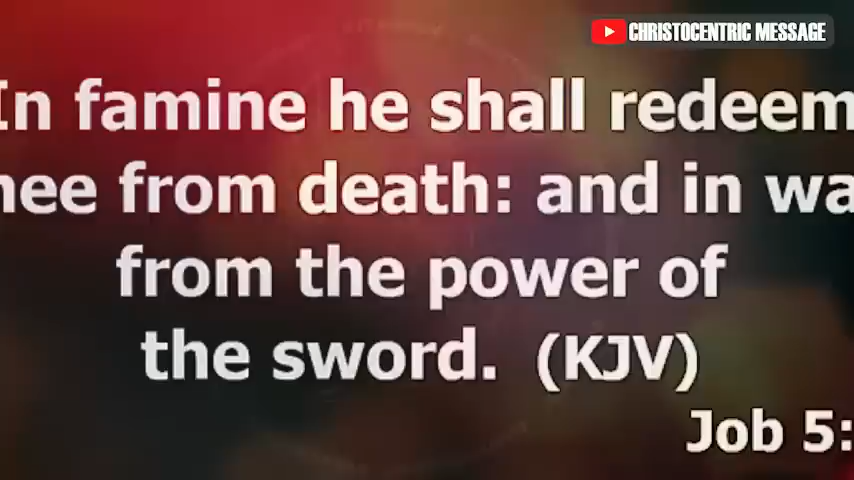 CHRISTOCENTRIC MESSAGE
In famine he shall redeem
hee from death: and in wa
from the power of
the sword. (KJV)
Job 5: